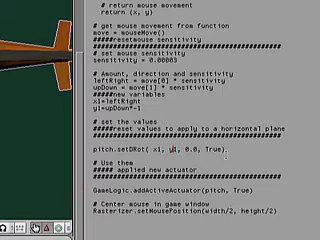 # return mouse movement
return (x, y)
# get mouse movement from function
move = mouseMove()
#####resetmouse sensitivity
########################################
# set mouse sensitivity
sensitivity = 0.00003
# Amount, direction and sensitivity
leftRight = move[0] * sensitivity
upDown = move[1] * sensitivity
#####new variables
x1=leftRight
y1=upDown*-1
# set the values
#####reset values to apply to a horizontal plane
########################################
pitch.setDRot( x1, y1, 0.0, True)
# Use them
##### applied new actuator
########################################
GameLogic.addActiveActuator(pitch, True)
# Center mouse in game window
Rasterizer.setMousePosition(width/2, height/2)